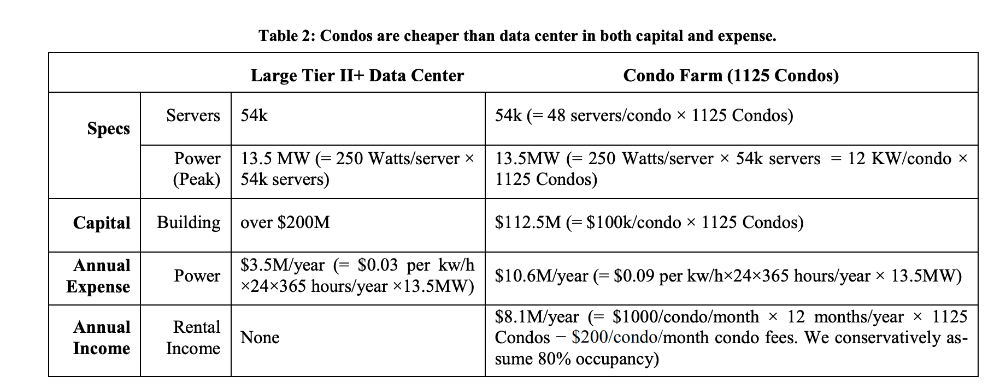 Table 2: Condos are cheaper than data center in both capital and expense.
Large Tier II+ Data Center
Condo Farm (1125 Condos)
Specs
Servers
54k
54k (= 48 servers/condo × 1125 Condos)
Power
(Peak)
13.5 MW (= 250 Watts/server ×
54k servers)
13.5MW (= 250 Watts/server × 54k servers = 12 KW/condo ×
1125 Condos)
Capital
Building
over $200M
$112.5M (= $100k/condo × 1125 Condos)
Annual
Expense
Power
$3.5M/year (= $0.03 per kw/h
×24×365 hours/year ×13.5MW)
$10.6M/year (= $0.09 per kw/h×24×365 hours/year × 13.5MW)
Annual
Income
Rental
Income
None
$8.1M/year (= $1000/condo/month × 12 months/year × 1125
Condos − $200/condo/month condo fees. We conservatively as-
sume 80% occupancy)